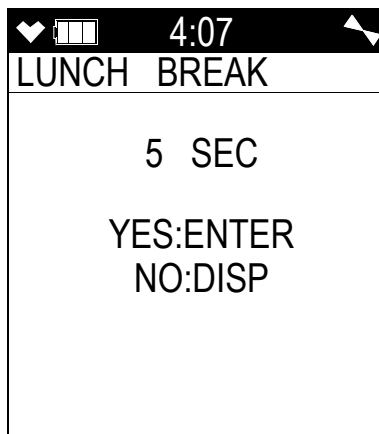 4:07
LUNCH BREAK
5 SEC
YES:ENTER
NO:DISP